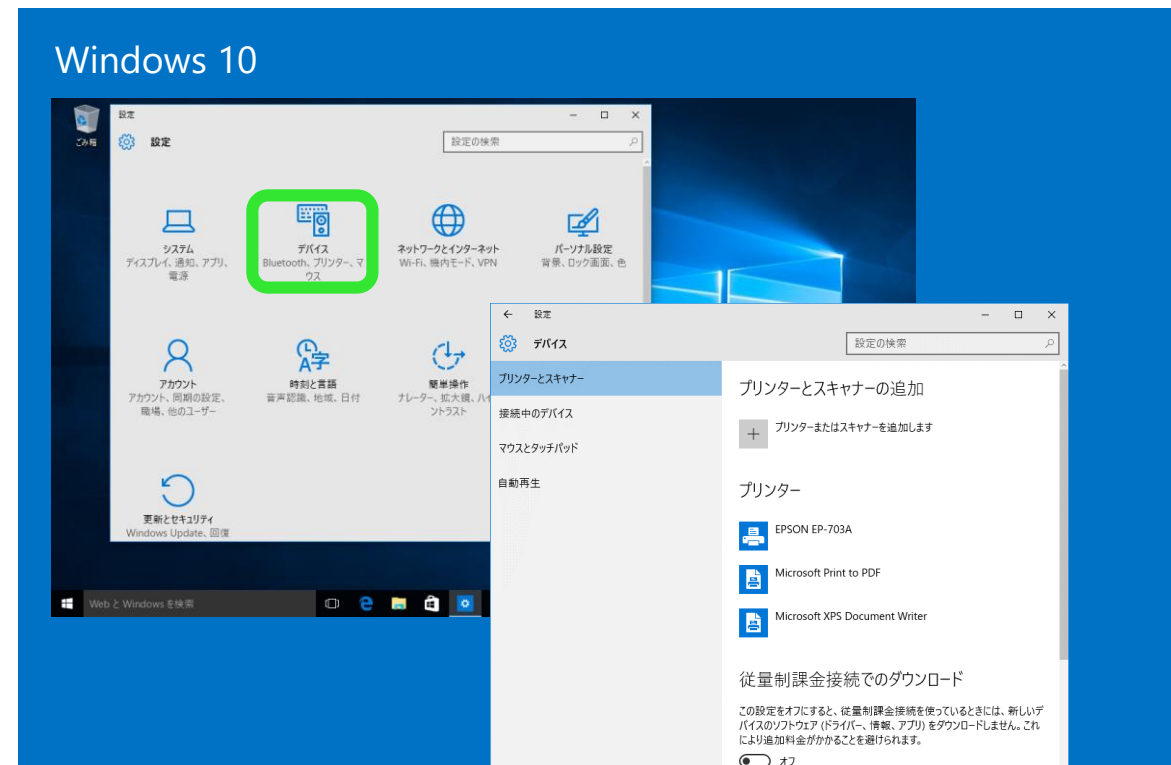 Windows 10
ごみ箱
設定
設定
設定の検索
システム
ディスプレイ、通知、アプリ、
電源
デバイス
Bluetooth、プリンター、マ
ウス
ネットワークとインターネット
Wi-Fi、機内モード、VPN
パーソナル設定
背景、ロック画面、色
アカウント
アカウント、同期の設定、
職場、他のユーザー
時刻と言語
音声認識、地域、日付
簡単操作
ナレーター、拡大鏡、ハイ
ントラスト
更新とセキュリティ
Windows Update、回復
Web と Windows を検索
設定
デバイス
設定の検索
プリンターとスキャナー
接続中のデバイス
マウスとタッチパッド
自動再生
プリンターとスキャナーの追加
プリンターまたはスキャナーを追加します
プリンター
EPSON EP-703A
Microsoft Print to PDF
Microsoft XPS Document Writer
従量制課金接続でのダウンロード
この設定をオフにすると、従量制課金接続を使っているときには、新しいデ
バイスのソフトウェア (ドライバー、情報、アプリ) をダウンロードしません。これ
により追加料金がかかることを避けられます。
オフ